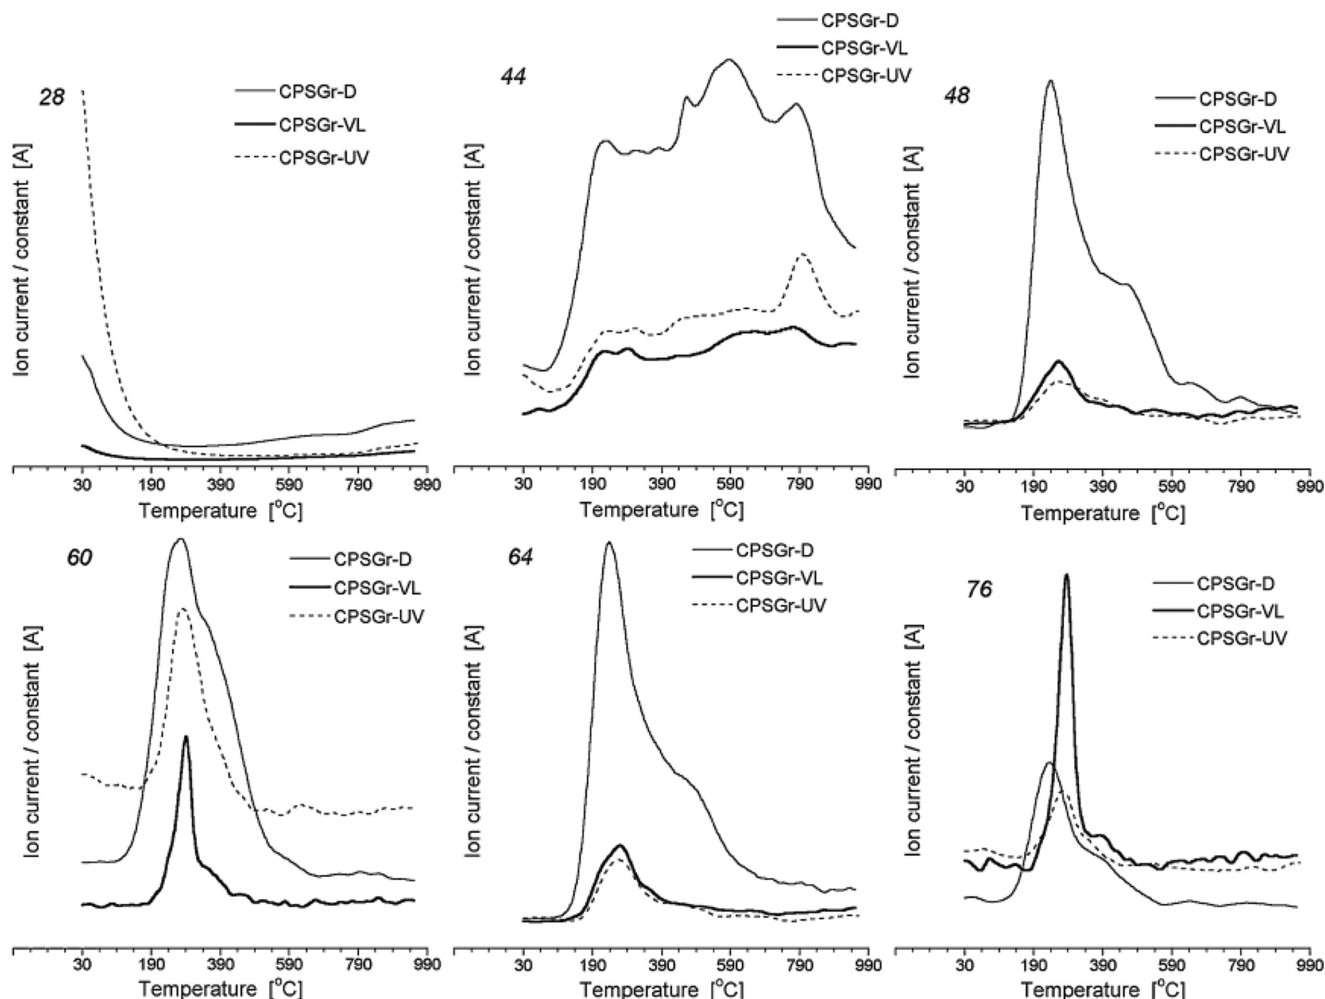 28
CPSGr-D
CPSGr-VL
CPSGr-UV
Ion current / constant [A]
30 190 390 590 790 990
Temperature [°C]
44
CPSGr-D
CPSGr-VL
CPSGr-UV
Ion current / constant [A]
30 190 390 590 790 990
Temperature [°C]
48
CPSGr-D
CPSGr-VL
CPSGr-UV
Ion current / constant [A]
30 190 390 590 790 990
Temperature [°C]
60
CPSGr-D
CPSGr-VL
CPSGr-UV
Ion current / constant [A]
30 190 390 590 790 990
Temperature [°C]
64
CPSGr-D
CPSGr-VL
CPSGr-UV
Ion current / constant [A]
30 190 390 590 790 990
Temperature [°C]
76
CPSGr-D
CPSGr-VL
CPSGr-UV
Ion current / constant [A]
30 190 390 590 790 990
Temperature [°C]